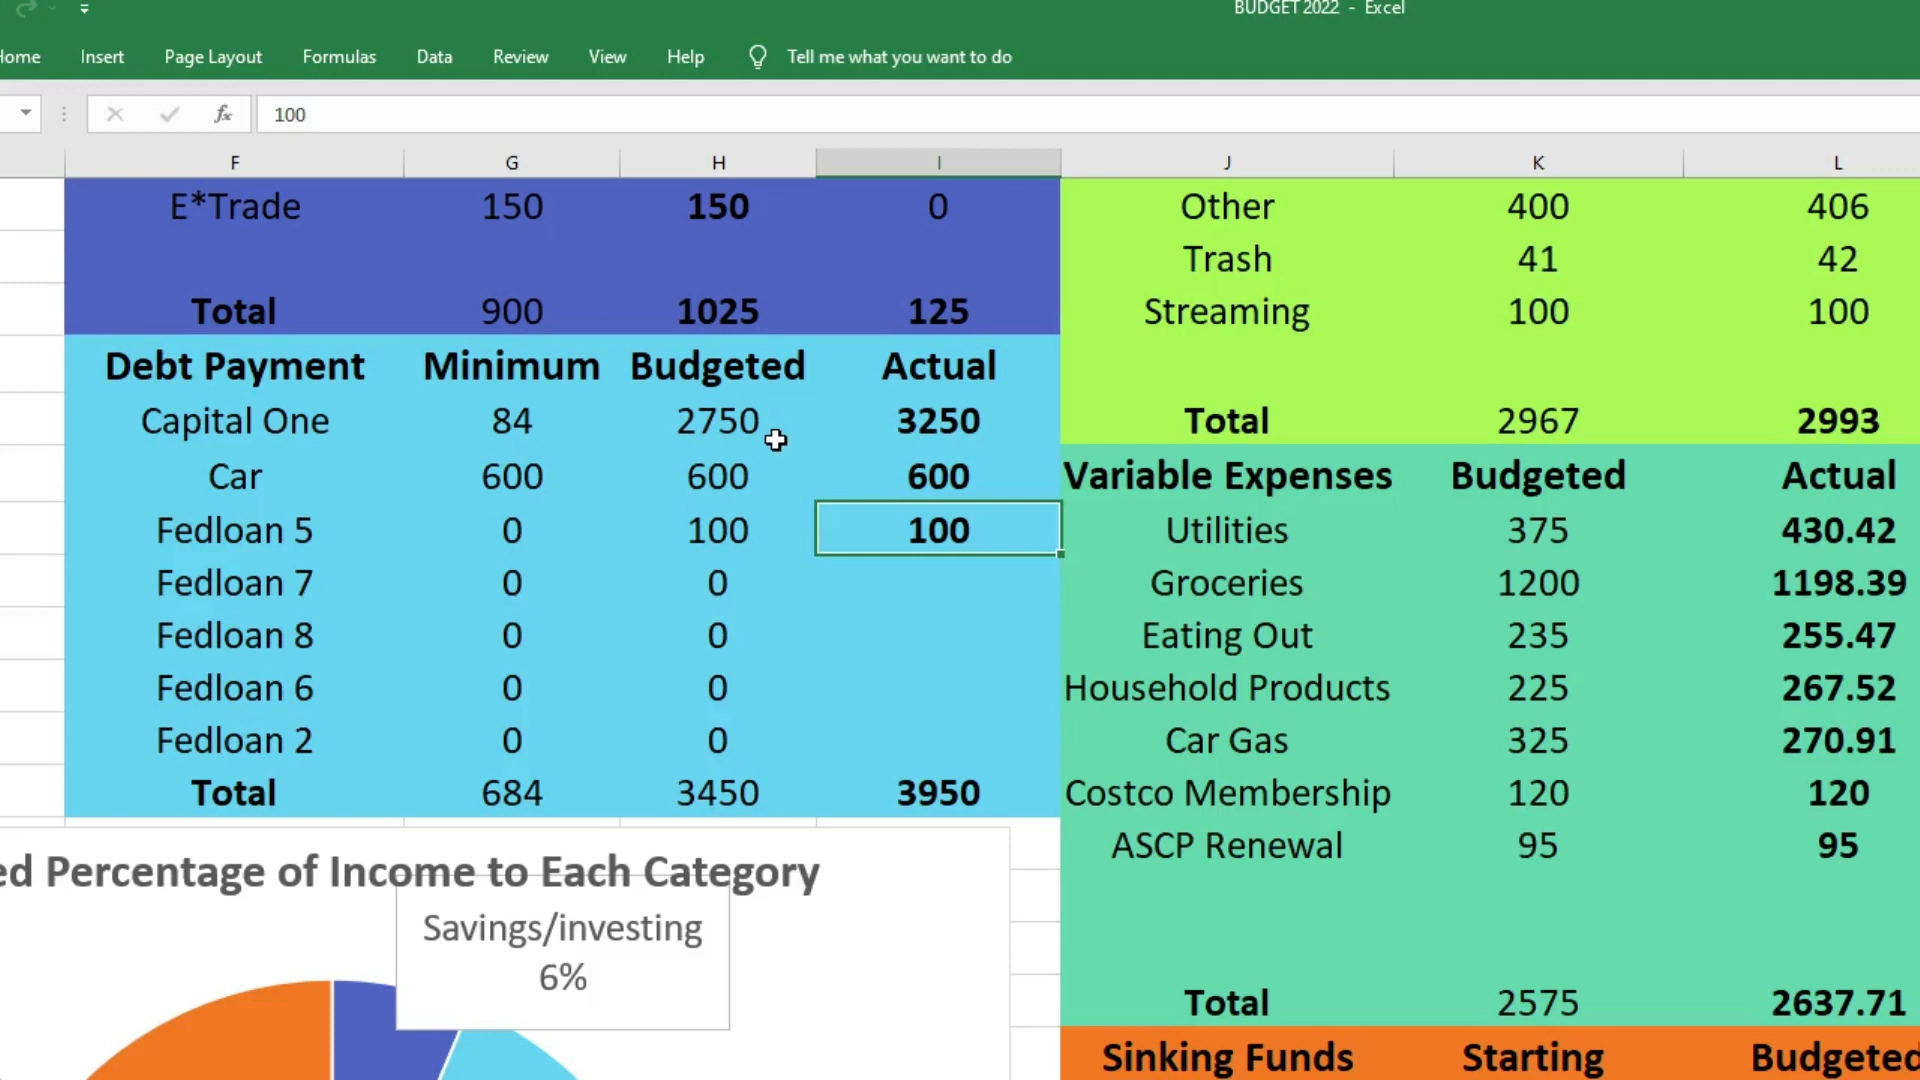 BUDGET 2022 - Excel
Home Insert Page Layout Formulas Data Review View Help Tell me what you want to do
fx 100
F G H I J K L
E*Trade 150 150 0 Other 400 406
Trash 41 42
Total 900 1025 125 Streaming 100 100
Debt Payment Minimum Budgeted Actual
Capital One 84 2750 3250 Total 2967 2993
Car 600 600 600 Variable Expenses Budgeted Actual
Fedloan 5 0 100 100 Utilities 375 430.42
Fedloan 7 0 0 Groceries 1200 1198.39
Fedloan 8 0 0 Eating Out 235 255.47
Fedloan 6 0 0 Household Products 225 267.52
Fedloan 2 0 0 Car Gas 325 270.91
Total 684 3450 3950 Costco Membership 120 120
ASCP Renewal 95 95
ed Percentage of Income to Each Category
Savings/investing
6%
Total 2575 2637.71
Sinking Funds Starting Budgeted